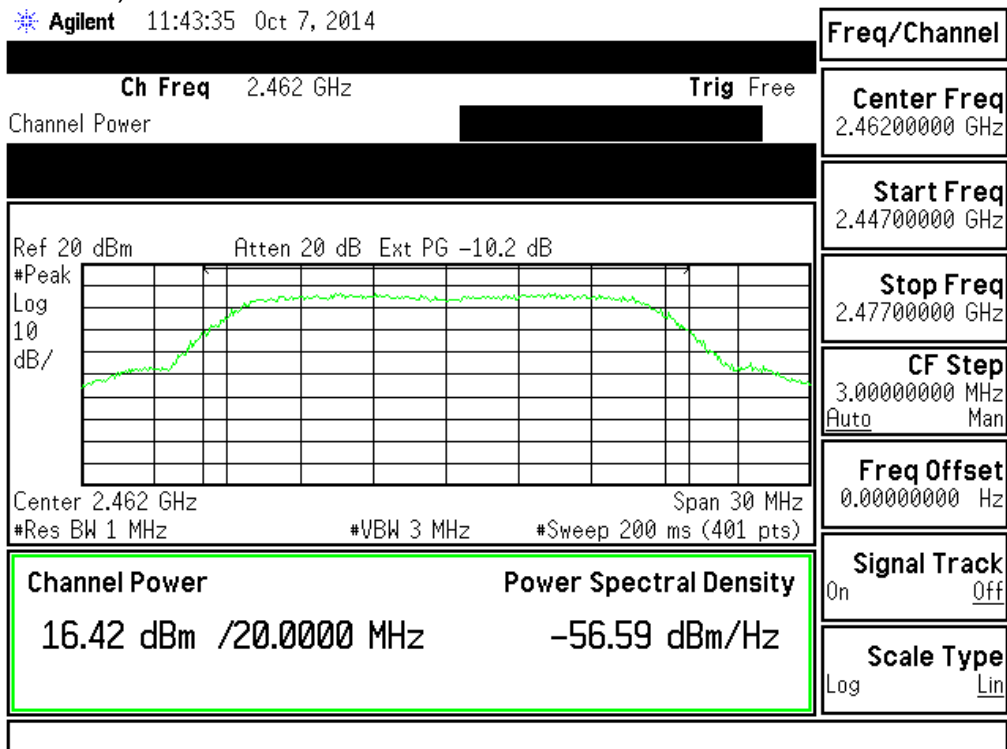 Agilent 11:43:35 Oct 7, 2014
Freq/Channel
Ch Freq 2.462 GHz Trig Free
Channel Power
Center Freq
2.46200000 GHz
Start Freq
2.44700000 GHz
Stop Freq
2.47700000 GHz
CF Step
3.00000000 MHz
Auto Man
Freq Offset
0.00000000 Hz
Signal Track
On Off
Scale Type
Log Lin
Ref 20 dBm Atten 20 dB Ext PG -10.2 dB
#Peak
Log
10
dB/
Center 2.462 GHz Span 30 MHz
#Res BW 1 MHz #VBW 3 MHz #Sweep 200 ms (401 pts)
Channel Power Power Spectral Density
16.42 dBm /20.0000 MHz -56.59 dBm/Hz